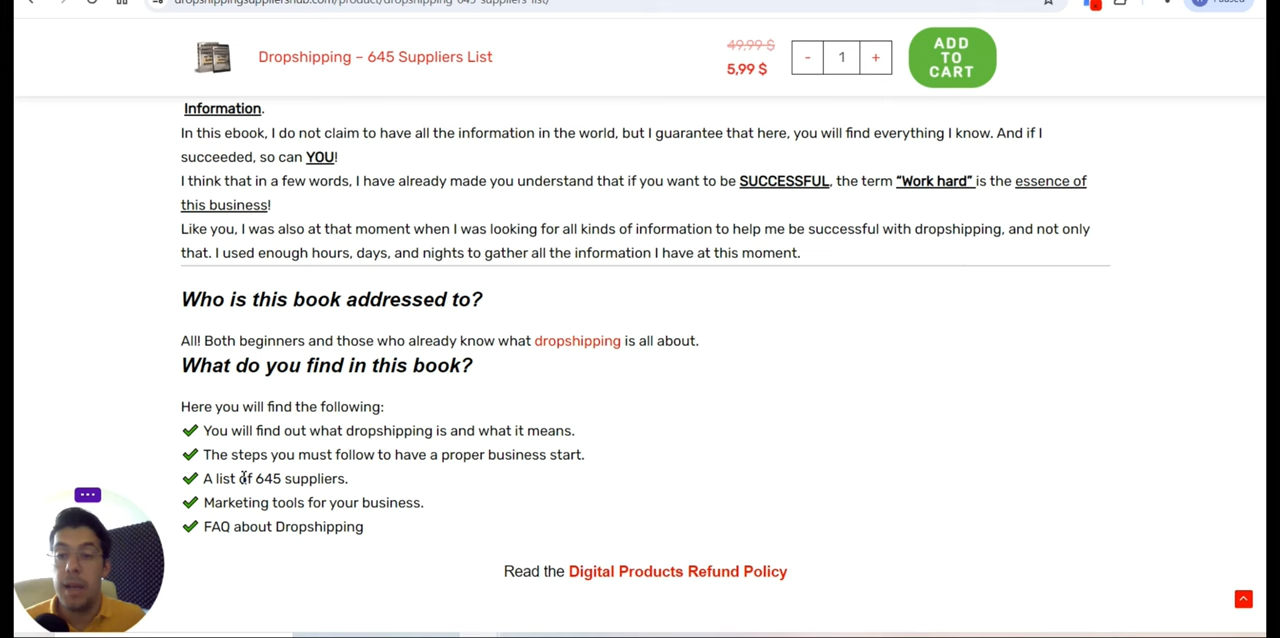 dropshippingsuppliershub.com/product/dropshipping-645-suppliers-list/
Paused
Dropshipping – 645 Suppliers List
49,99 $
5,99 $
- 1 +
ADD
TO
CART
Information.
In this ebook, I do not claim to have all the information in the world, but I guarantee that here, you will find everything I know. And if I
succeeded, so can YOU!
I think that in a few words, I have already made you understand that if you want to be SUCCESSFUL, the term “Work hard” is the essence of
this business!
Like you, I was also at that moment when I was looking for all kinds of information to help me be successful with dropshipping, and not only
that. I used enough hours, days, and nights to gather all the information I have at this moment.
Who is this book addressed to?
All! Both beginners and those who already know what dropshipping is all about.
What do you find in this book?
Here you will find the following:
You will find out what dropshipping is and what it means.
The steps you must follow to have a proper business start.
A list of 645 suppliers.
Marketing tools for your business.
FAQ about Dropshipping
Read the Digital Products Refund Policy